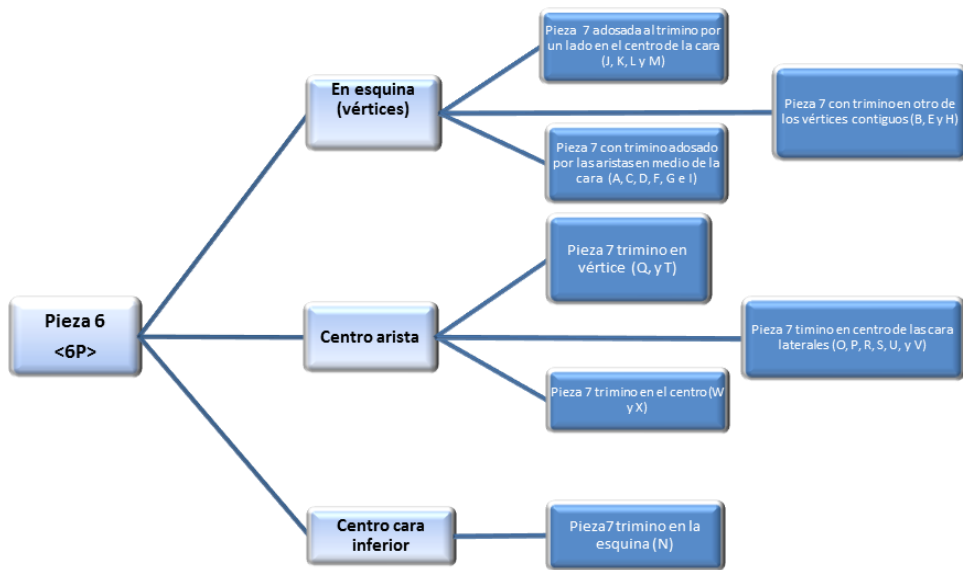 Pieza 6
<6P>
En esquina
(vértices)
Pieza 7 adosada al trimino por
un lado en el centro de la cara
(J, K, L y M)
Pieza 7 con trimino en otro de
los vértices contiguos (B, E y H)
Pieza 7 con trimino adosado
por las aristas en medio de la
cara (A, C, D, F, G e I)
Centro arista
Pieza 7 trimino en
vértice (Q, y T)
Pieza 7 timino en centro de las cara
laterales (O, P, R, S, U, y V)
Pieza 7 trimino en el centro (W
y X)
Centro cara
inferior
Pieza7 trimino en la
esquina (N)